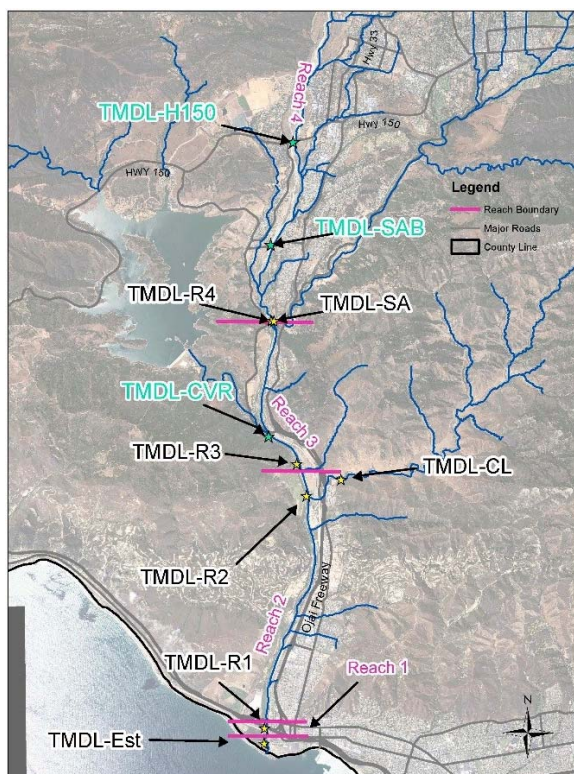 Hwy 33
Reach 4
TMDL-H150
Hwy 150
HWY 150
Legend
Reach Boundary
Major Roads
County Line
TMDL-SAB
TMDL-R4
TMDL-SA
TMDL-CVR
Reach 3
TMDL-R3
TMDL-CL
TMDL-R2
Ojai Freeway
Reach 2
TMDL-R1
Reach 1
TMDL-Est
N